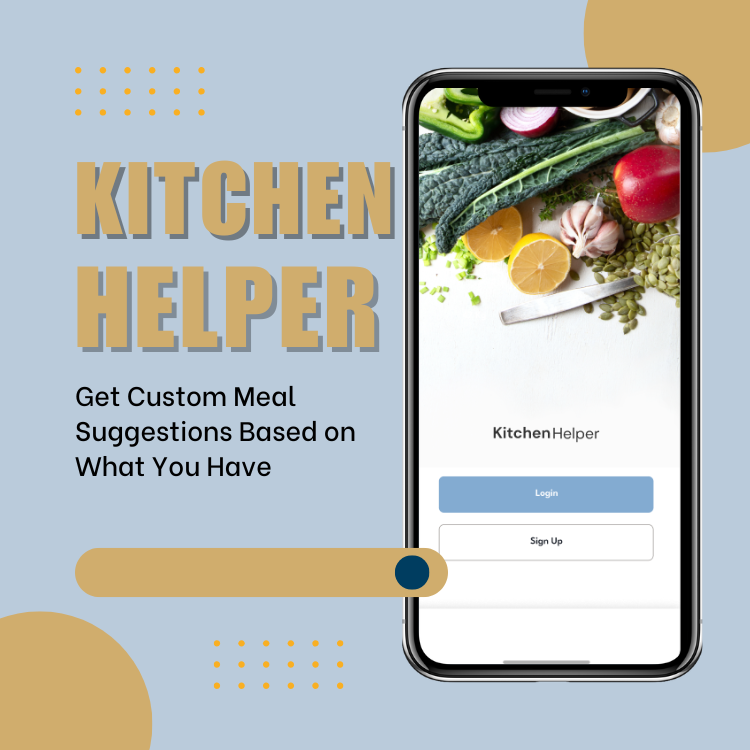 KITCHEN
HELPER
Get Custom Meal
Suggestions Based on
What You Have
KitchenHelper
Login
Sign Up